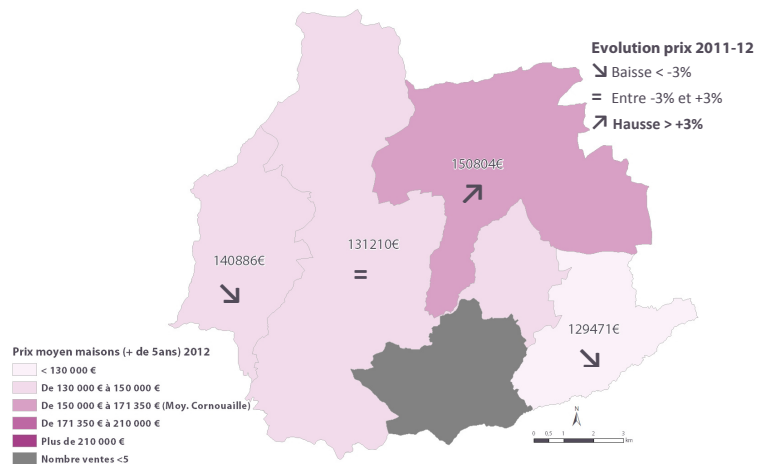 Evolution prix 2011-12
Baisse < -3%
= Entre -3% et +3%
Hausse > +3%
150804€
131210€
=
140886€
129471€
Prix moyen maisons (+ de 5ans) 2012
< 130 000 €
De 130 000 € à 150 000 €
De 150 000 € à 171 350 € (Moy. Cornouaille)
De 171 350 € à 210 000 €
Plus de 210 000 €
Nombre ventes <5
N
0 0,5 1 2 3
km